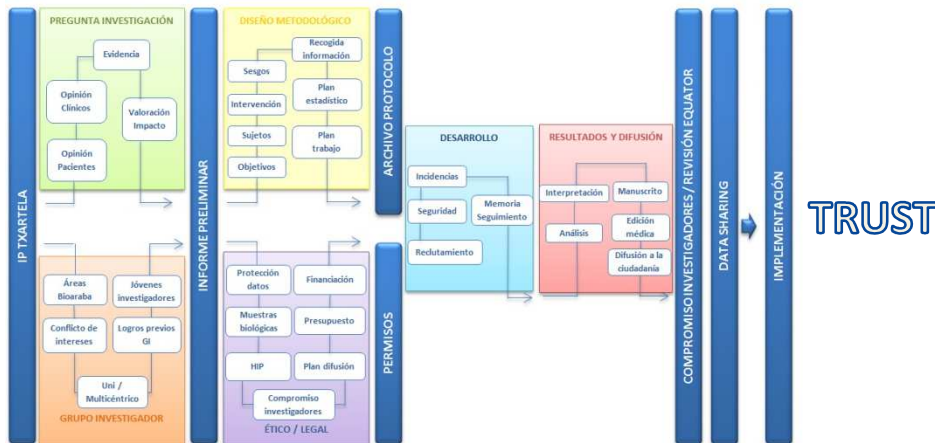 IP TXARTELA
PREGUNTA INVESTIGACIÓN
Evidencia
Opinión
Clínicos
Opinión
Pacientes
Valoración
Impacto
Áreas
Bioaraba
Conflicto de
intereses
Uni /
Multicéntrico
Jóvenes
investigadores
Logros previos
GI
GRUPO INVESTIGADOR
INFORME PRELIMINAR
DISEÑO METODOLÓGICO
Recogida
información
Sesgos
Intervención
Sujetos
Objetivos
Plan
estadístico
Plan
trabajo
Protección
datos
Muestras
biológicas
HIP
Compromiso
investigadores
Financiación
Presupuesto
Plan difusión
ÉTICO / LEGAL
ARCHIVO PROTOCOLO
PERMISOS
DESARROLLO
Incidencias
Seguridad
Reclutamiento
Memoria
Seguimiento
RESULTADOS Y DIFUSIÓN
Interpretación
Análisis
Manuscrito
Edición
médica
Difusión a la
ciudadanía
COMPROMISO INVESTIGADORES / REVISIÓN EQUATOR
DATA SHARING
IMPLEMENTACIÓN
TRUST